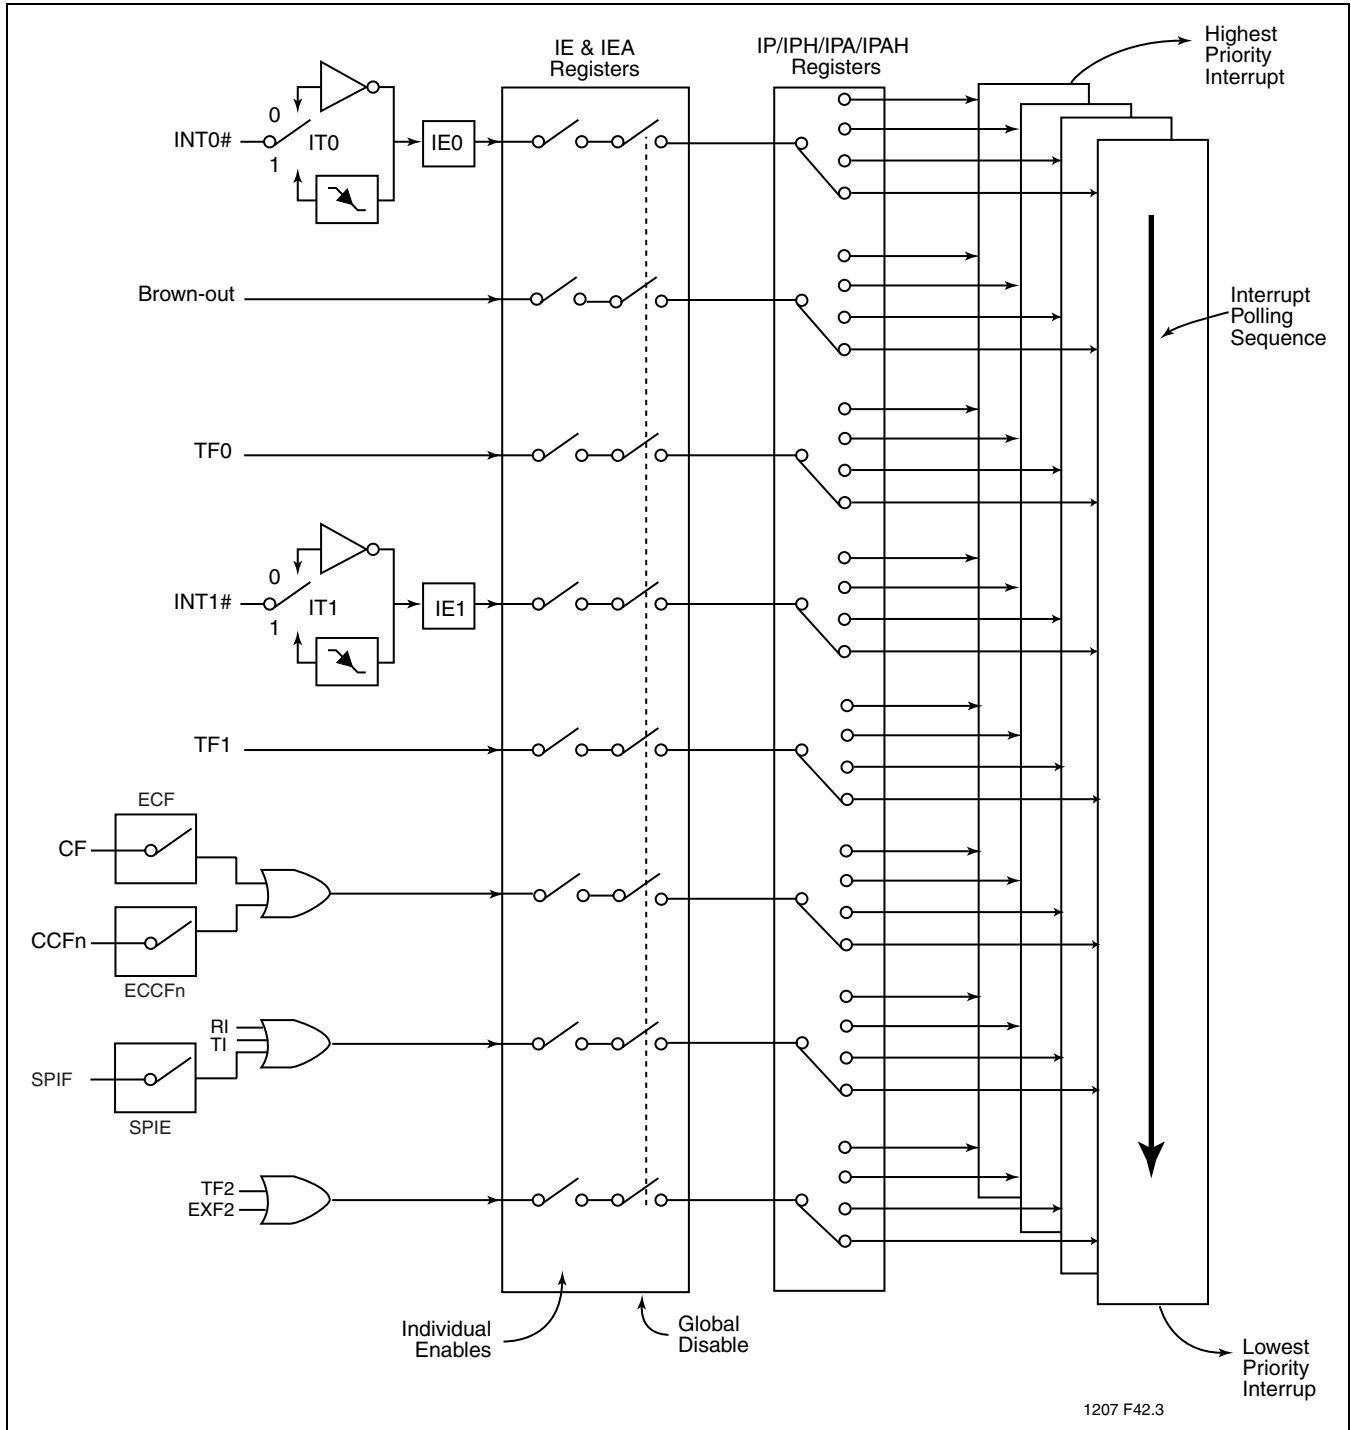 IE & IEA
Registers
IP/IPH/IPA/IPAH
Registers
Highest
Priority
Interrupt
0
INT0#
IT0
1
IE0
Brown-out
Interrupt
Polling
Sequence
TF0
0
INT1#
IT1
1
IE1
TF1
ECF
CF
CCFn
ECCFn
RI
TI
SPIF
SPIE
TF2
EXF2
Individual
Enables
Global
Disable
Lowest
Priority
Interrup
1207 F42.3